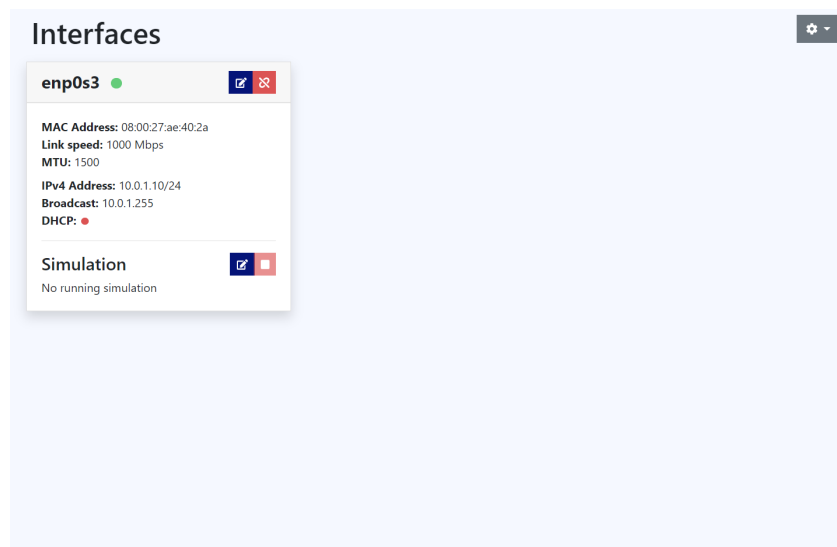 Interfaces
enp0s3
MAC Address: 08:00:27:ae:40:2a
Link speed: 1000 Mbps
MTU: 1500
IPv4 Address: 10.0.1.10/24
Broadcast: 10.0.1.255
DHCP:
Simulation
No running simulation